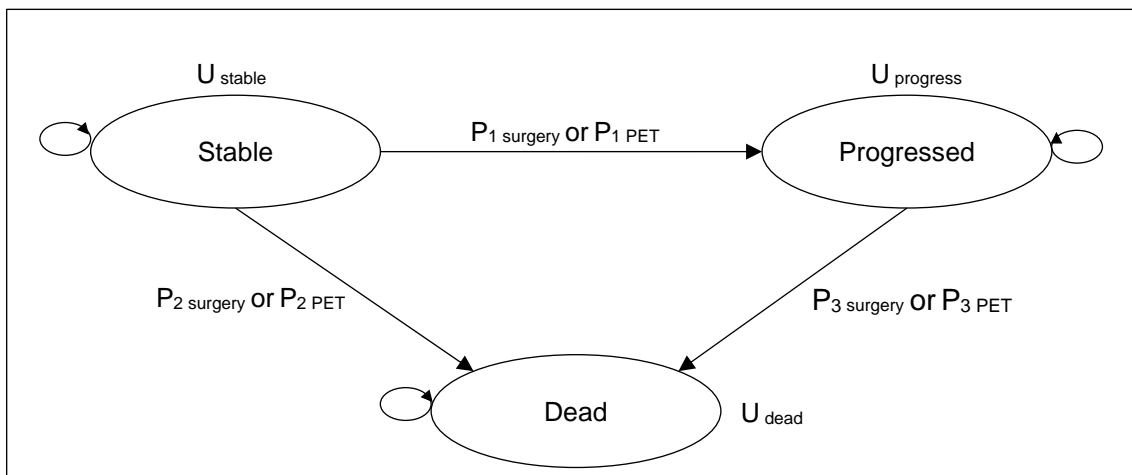 U stable
U progress
Stable
P1 surgery or P1 PET
Progressed
P2 surgery or P2 PET
P3 surgery or P3 PET
Dead
U dead